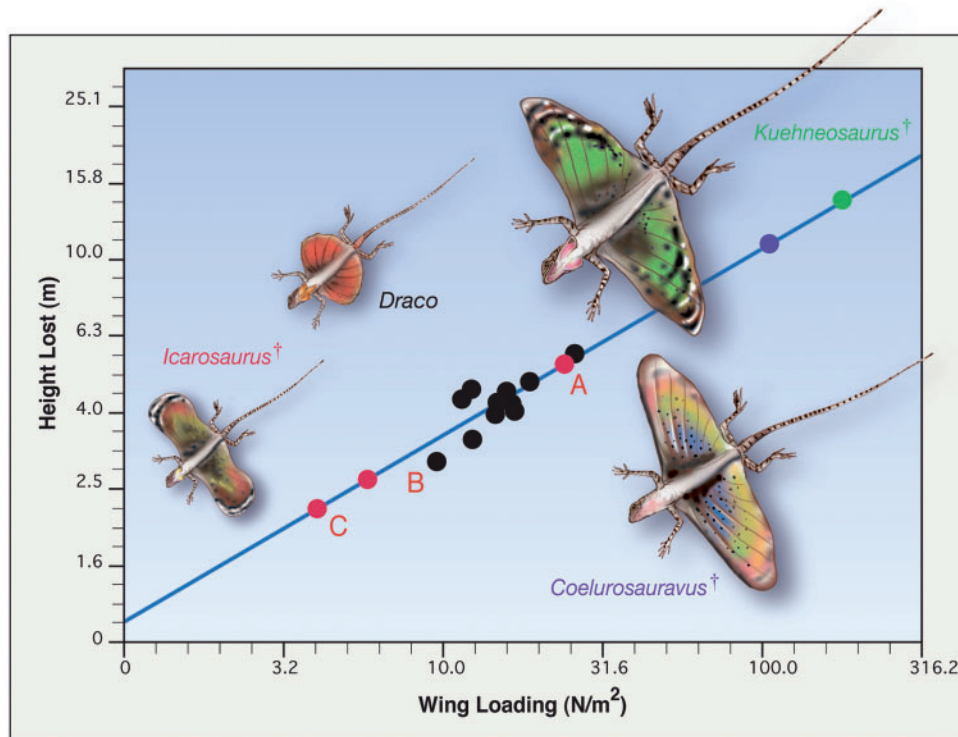 25.1
Kuehneosaurus†
15.8
10.0
Draco
6.3
Icarosaurus†
A
4.0
B
2.5
C
1.6
Coelurosauravus†
0
Height Lost (m)
0 3.2 10.0 31.6 100.0 316.2
Wing Loading (N/m²)